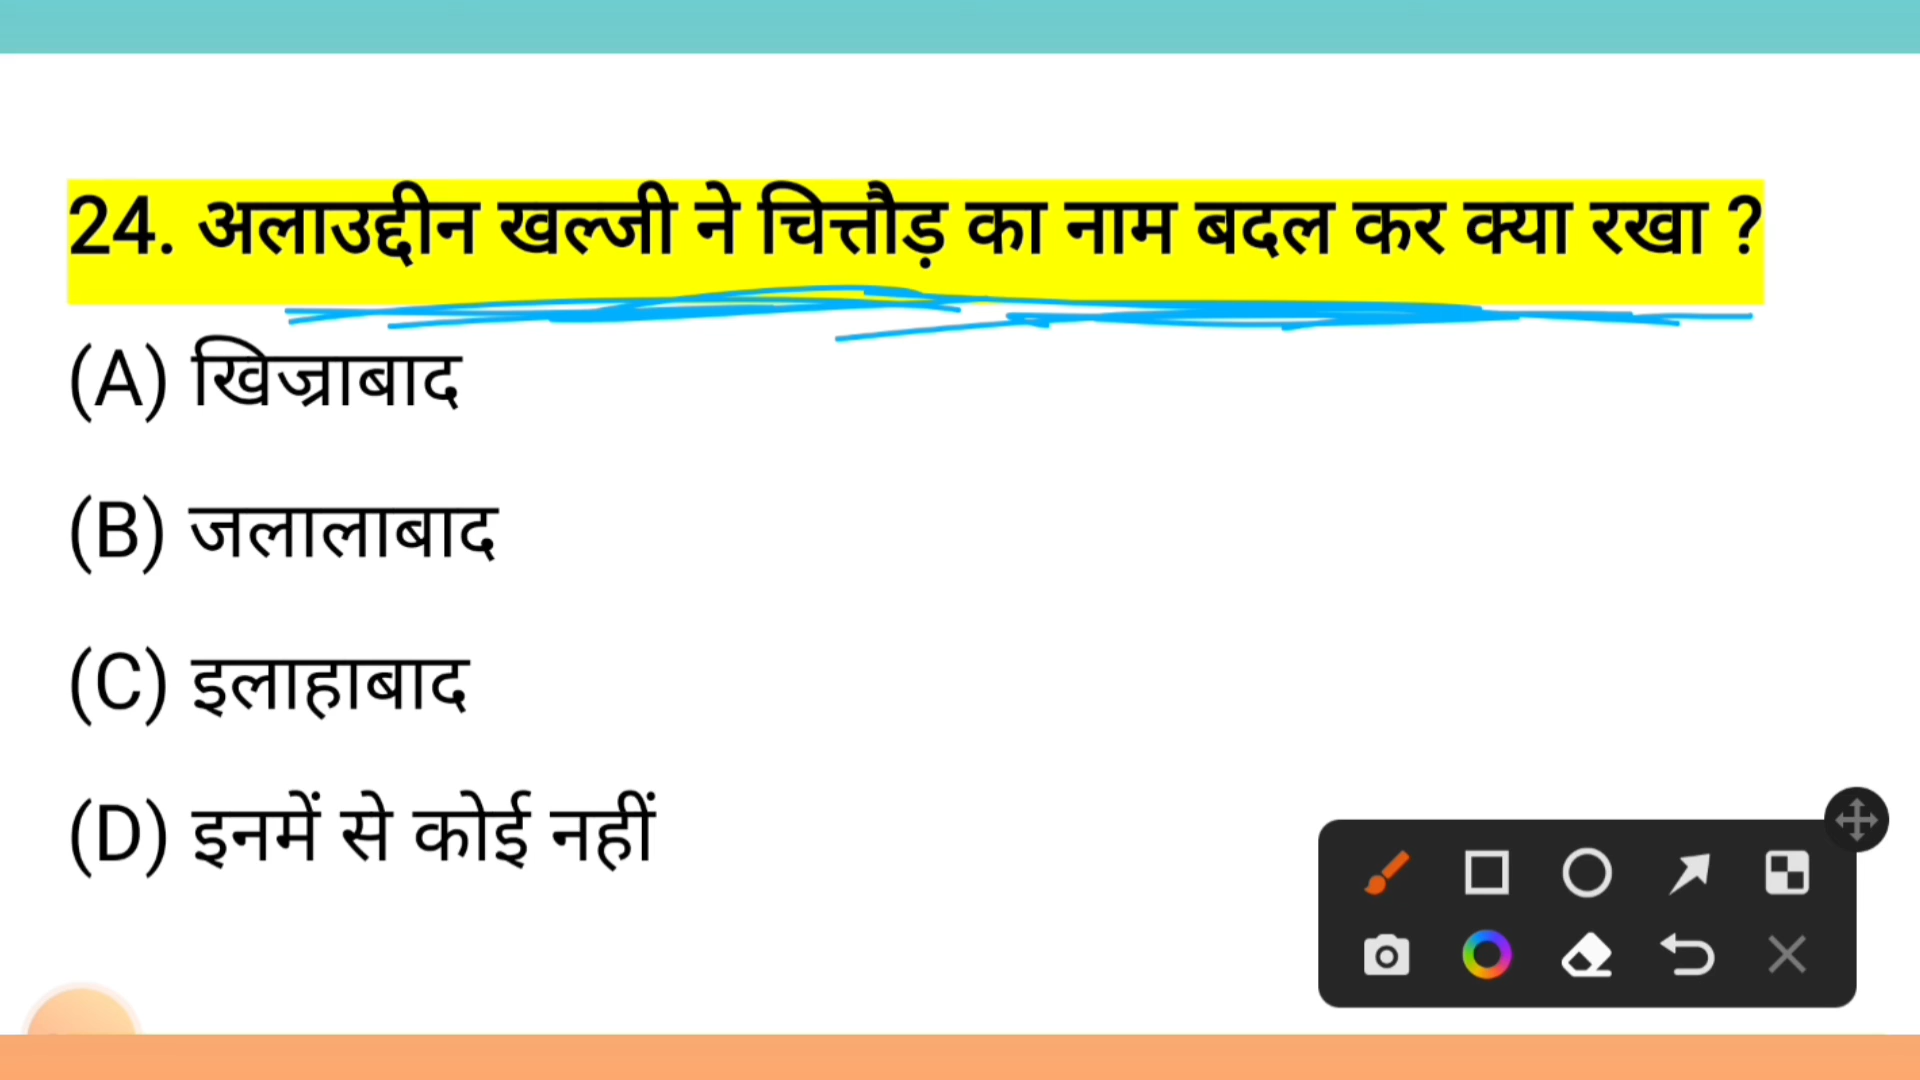 24. अलाउद्दीन खल्जी ने चित्तौड़ का नाम बदल कर क्या रखा ?
(A) खिज्राबाद
(B) जलालाबाद
(C) इलाहाबाद
(D) इनमें से कोई नहीं